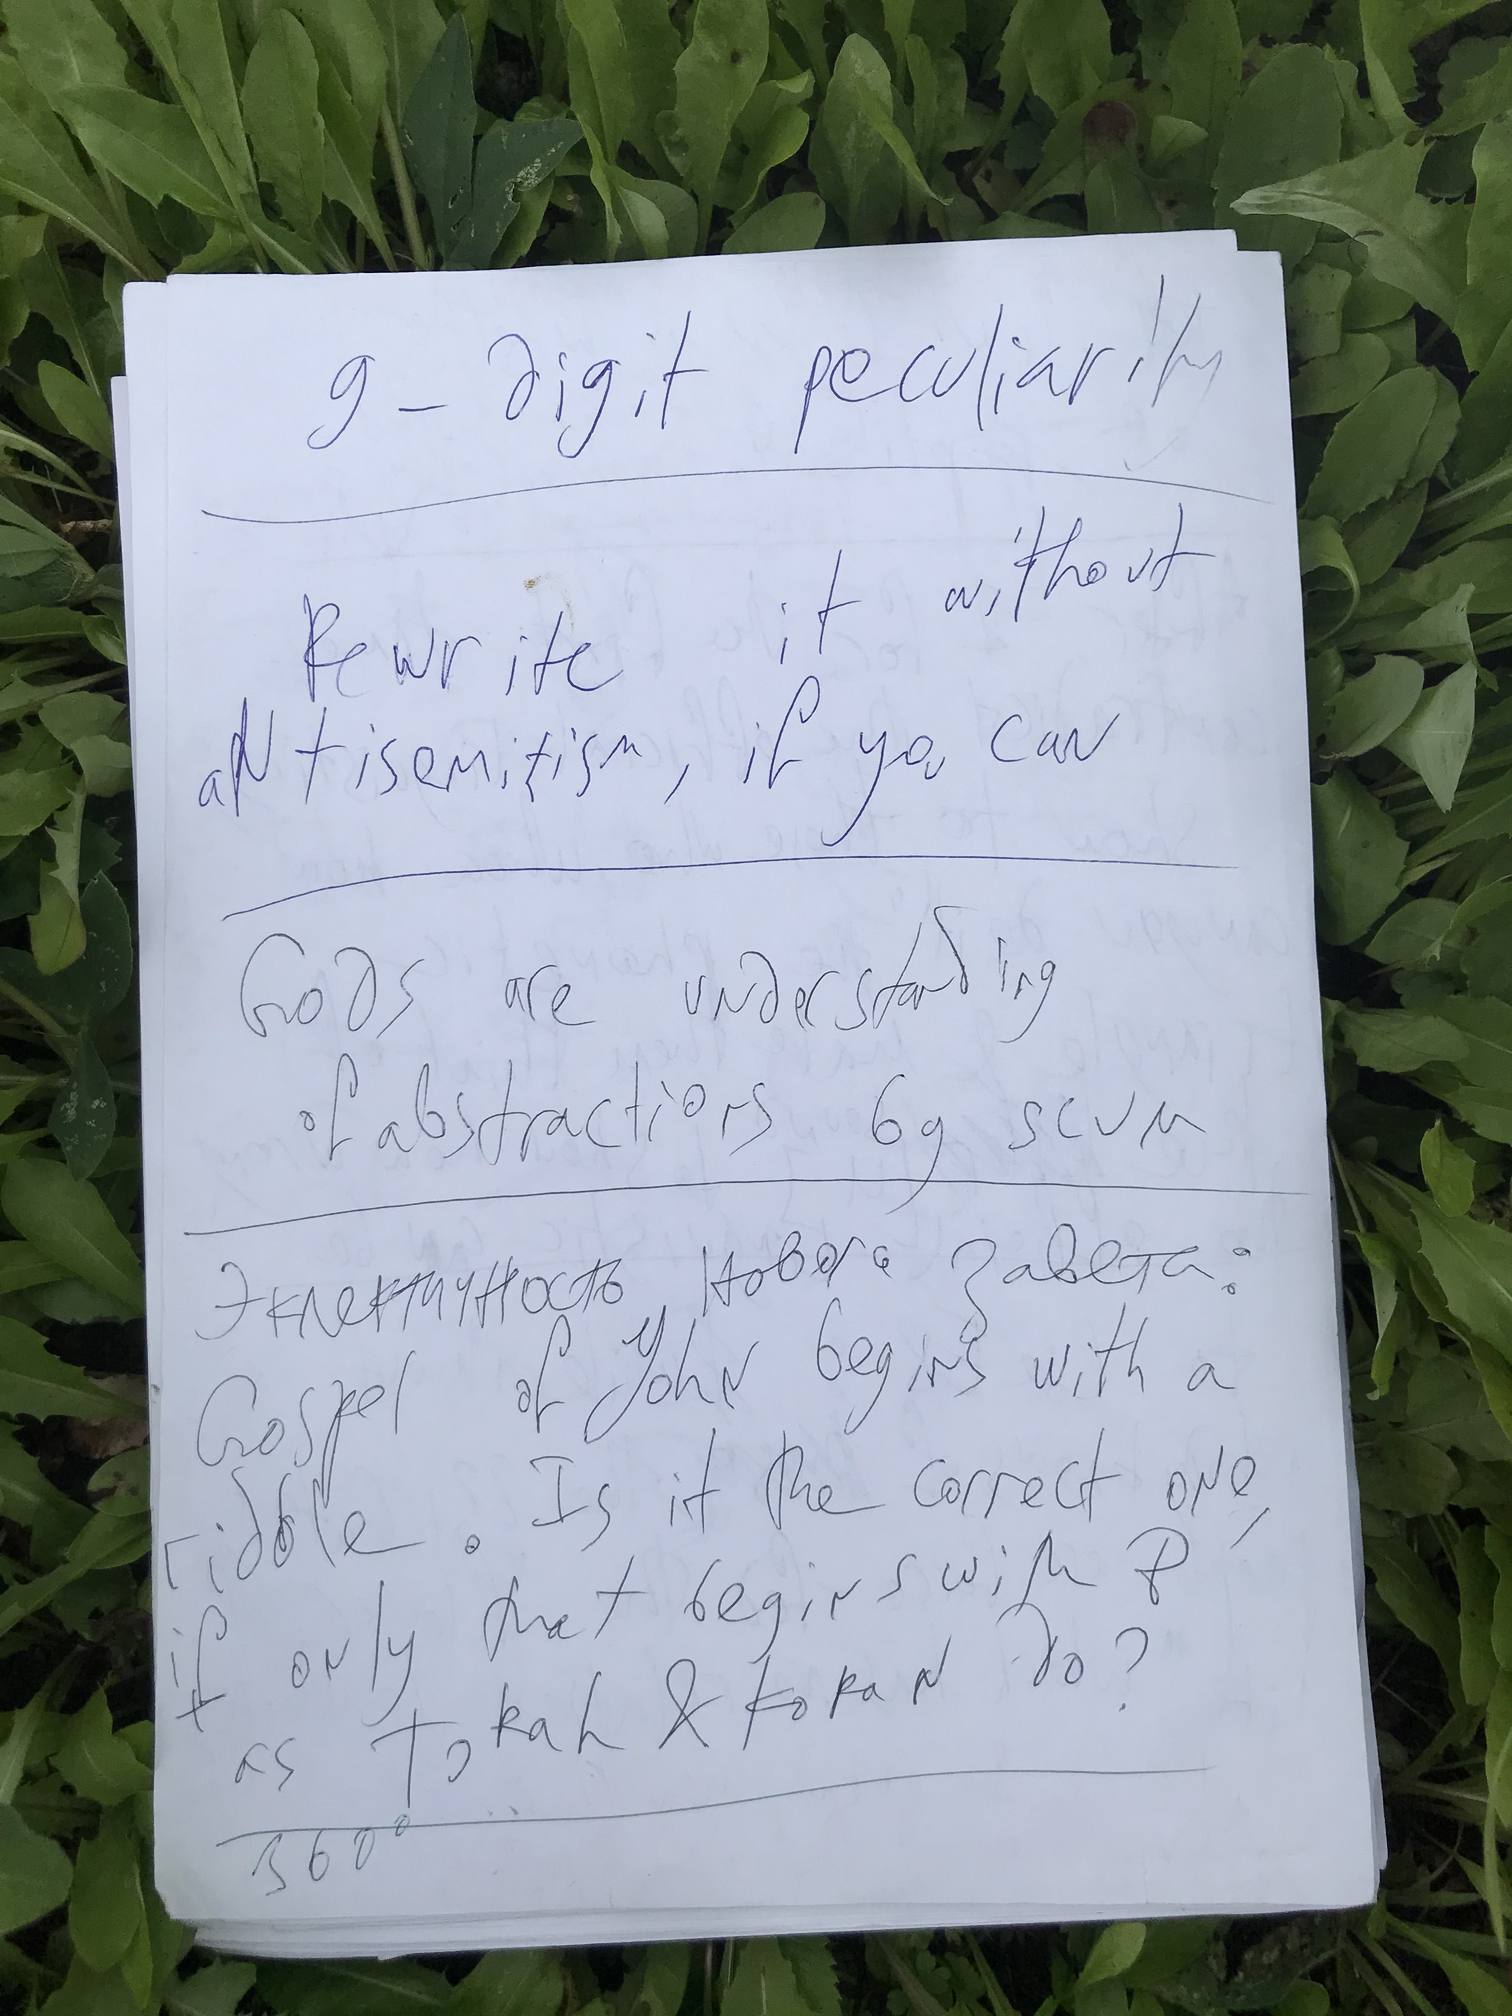 9-digit peculiarity
Rewrite it without
antisemitism, if you can
Gods are understanding
of abstractions by scum
Эклектичность Нового Завета:
Gospel of John begins with a
riddle. Is it the correct one,
if only that begins with B
as Torah & Koran do?
360°